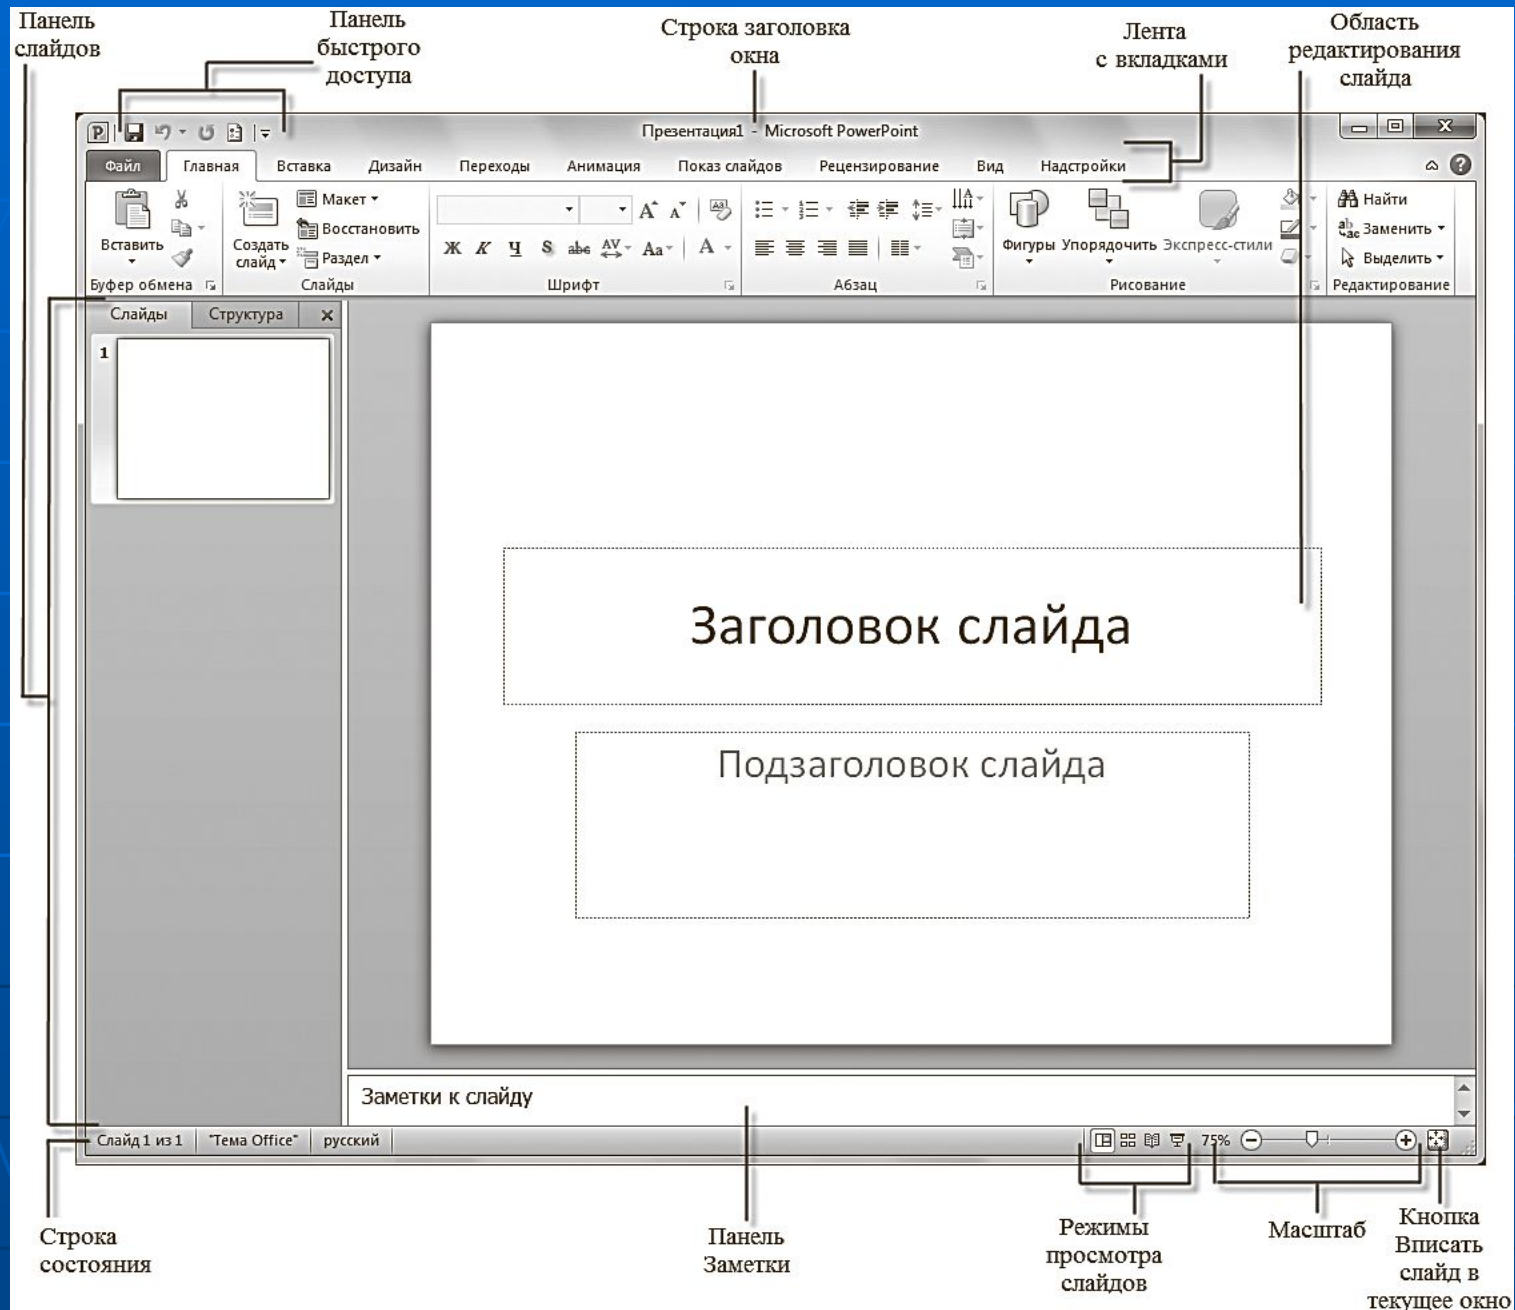 Панель
слайдов
Панель
быстрого
доступа
Строка заголовка
окна
Лента
с вкладками
Область
редактирования
слайда
Презентация1 - Microsoft PowerPoint
Файл Главная Вставка Дизайн Переходы Анимация Показ слайдов Рецензирование Вид Надстройки
Вставить
Буфер обмена
Создать
слайд
Макет
Восстановить
Раздел
Слайды
Ж К Ч S abc AV Aa A
Шрифт
Абзац
Фигуры Упорядочить Экспресс-стили
Рисование
Найти
Заменить
Выделить
Редактирование
Слайды Структура
1
Заголовок слайда
Подзаголовок слайда
Заметки к слайду
Слайд 1 из 1 "Тема Office" русский 75%
Строка
состояния
Панель
Заметки
Режимы
просмотра
слайдов
Масштаб
Кнопка
Вписать
слайд в
текущее окно